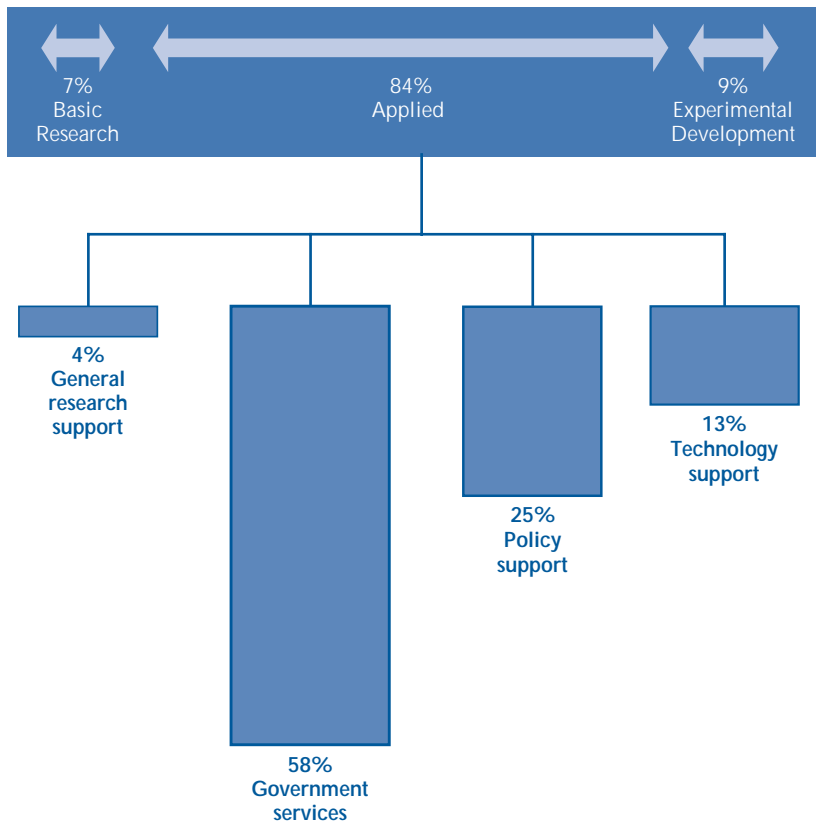 7%
Basic
Research
84%
Applied
9%
Experimental
Development
4%
General
research
support
58%
Government
services
25%
Policy
support
13%
Technology
support